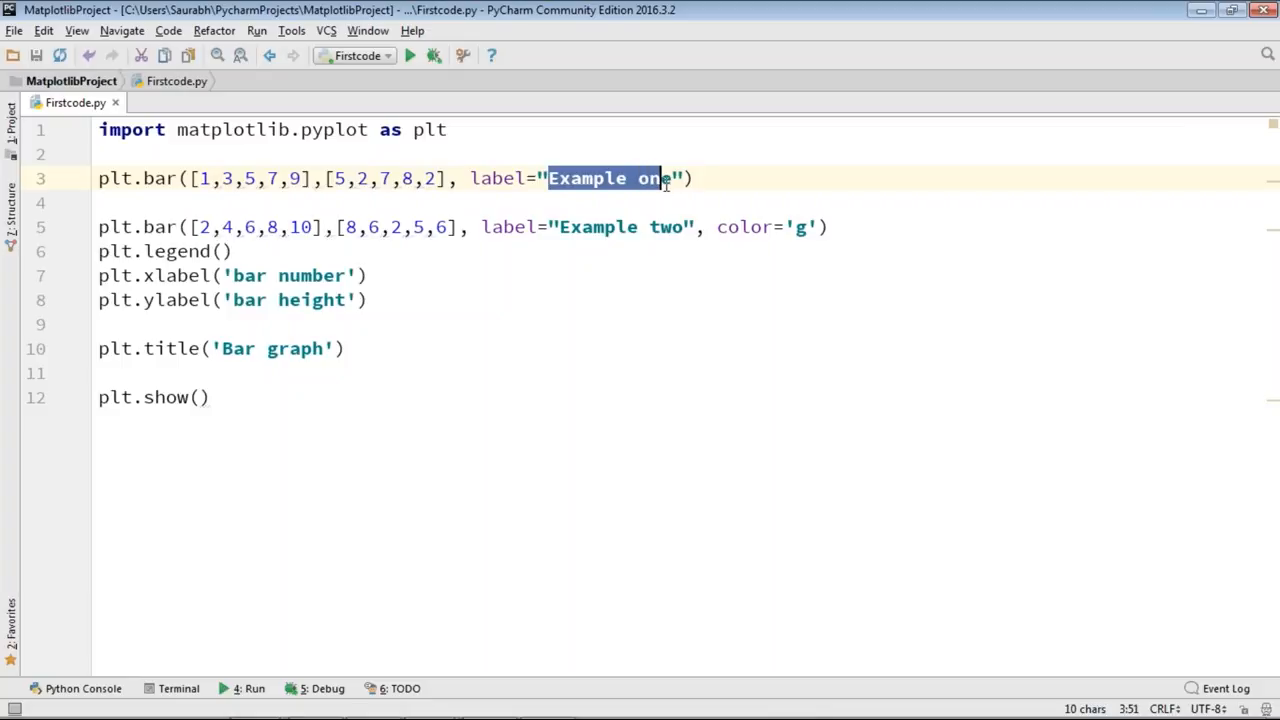 MatplotlibProject - [C:\Users\Saurabh\PycharmProjects\MatplotlibProject] - ...\Firstcode.py - PyCharm Community Edition 2016.3.2
File Edit View Navigate Code Refactor Run Tools VCS Window Help
Firstcode
MatplotlibProject Firstcode.py
Firstcode.py
1: Project
7: Structure
2: Favorites
1 import matplotlib.pyplot as plt
2
3 plt.bar([1,3,5,7,9],[5,2,7,8,2], label="Example one")
4
5 plt.bar([2,4,6,8,10],[8,6,2,5,6], label="Example two", color='g')
6 plt.legend()
7 plt.xlabel('bar number')
8 plt.ylabel('bar height')
9
10 plt.title('Bar graph')
11
12 plt.show()
Python Console Terminal 4: Run 5: Debug 6: TODO Event Log
10 chars 3:51 CRLF UTF-8